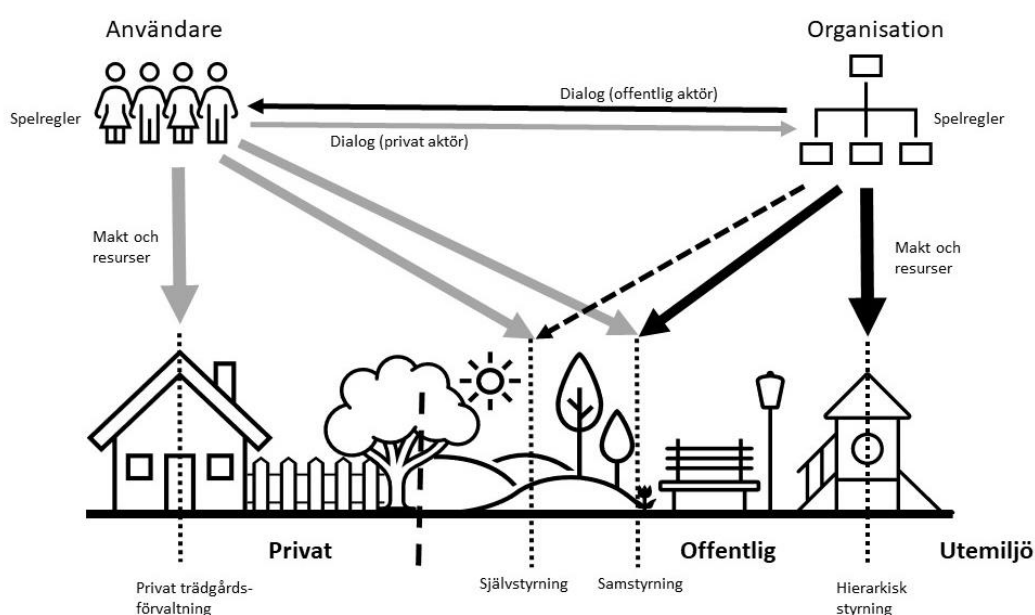 Användare
Organisation
Dialog (offentlig aktör)
Spelregler
Spelregler
Dialog (privat aktör)
Makt och
resurser
Makt och
resurser
Privat
Offentlig
Utemiljö
Privat trädgårds-
förvaltning
Självstyrning
Samstyrning
Hierarkisk
styrning